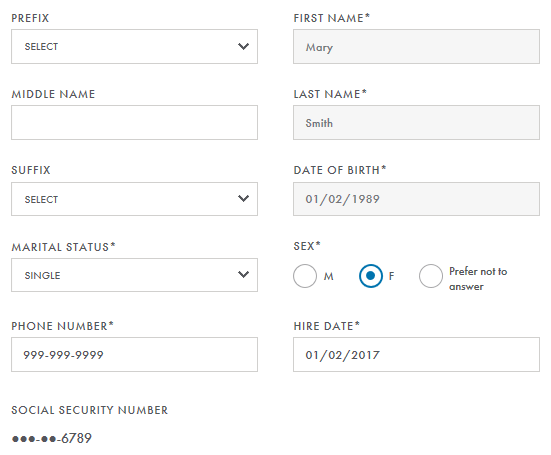 PREFIX
SELECT
FIRST NAME*
Mary
MIDDLE NAME
LAST NAME*
Smith
SUFFIX
SELECT
DATE OF BIRTH*
01/02/1989
MARITAL STATUS*
SINGLE
SEX*
M
F
Prefer not to
answer
PHONE NUMBER*
999-999-9999
HIRE DATE*
01/02/2017
SOCIAL SECURITY NUMBER
●●●-●●-6789